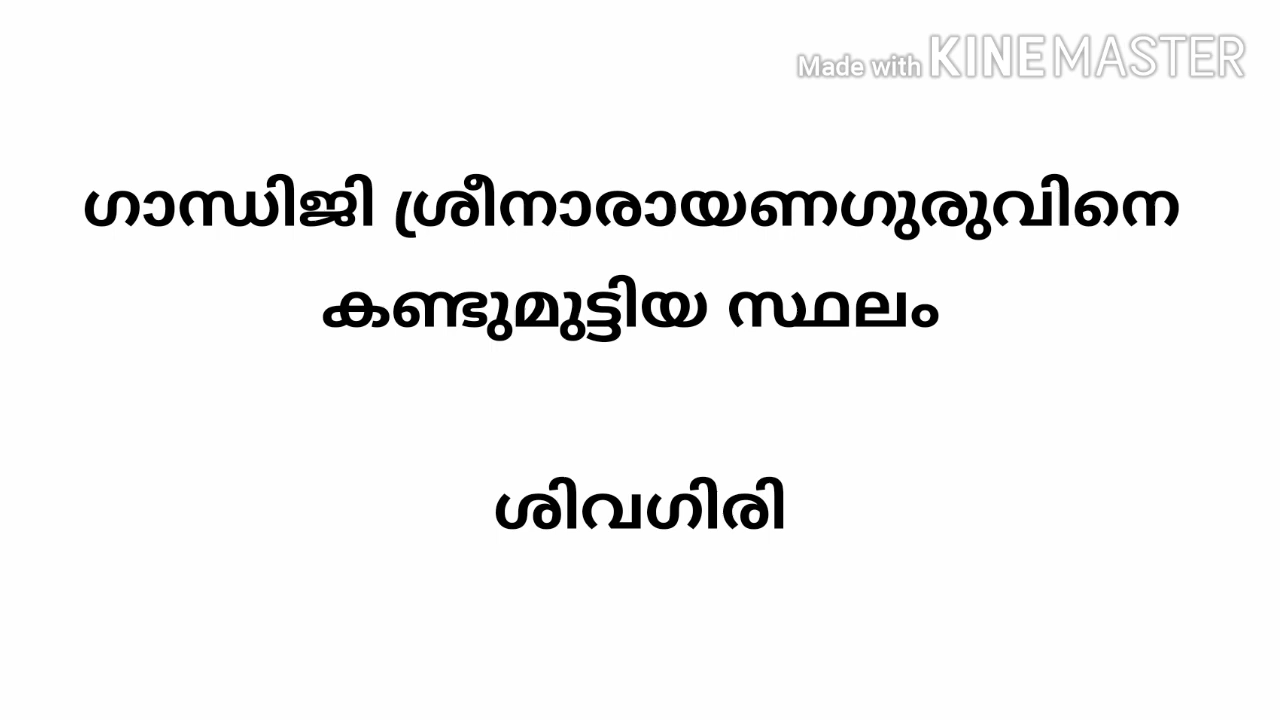 Made with KINEMASTER
ഗാന്ധിജി ശ്രീനാരായണഗുരുവിനെ
കണ്ടുമുട്ടിയ സ്ഥലം
ശിവഗിരി